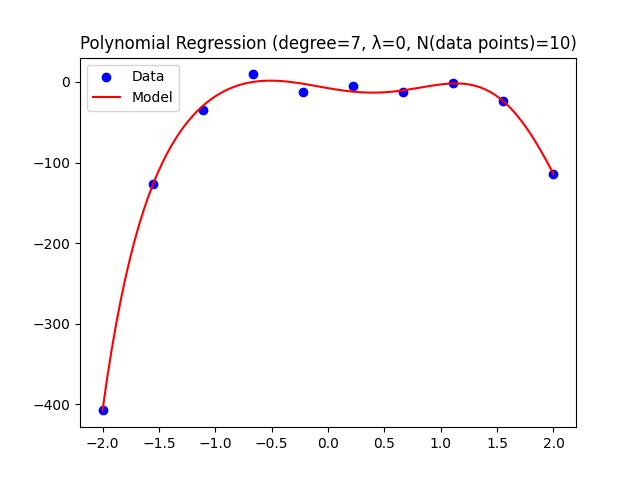 Polynomial Regression (degree=7, λ=0, N(data points)=10)
Data
Model
0
−100
−200
−300
−400
−2.0 −1.5 −1.0 −0.5 0.0 0.5 1.0 1.5 2.0